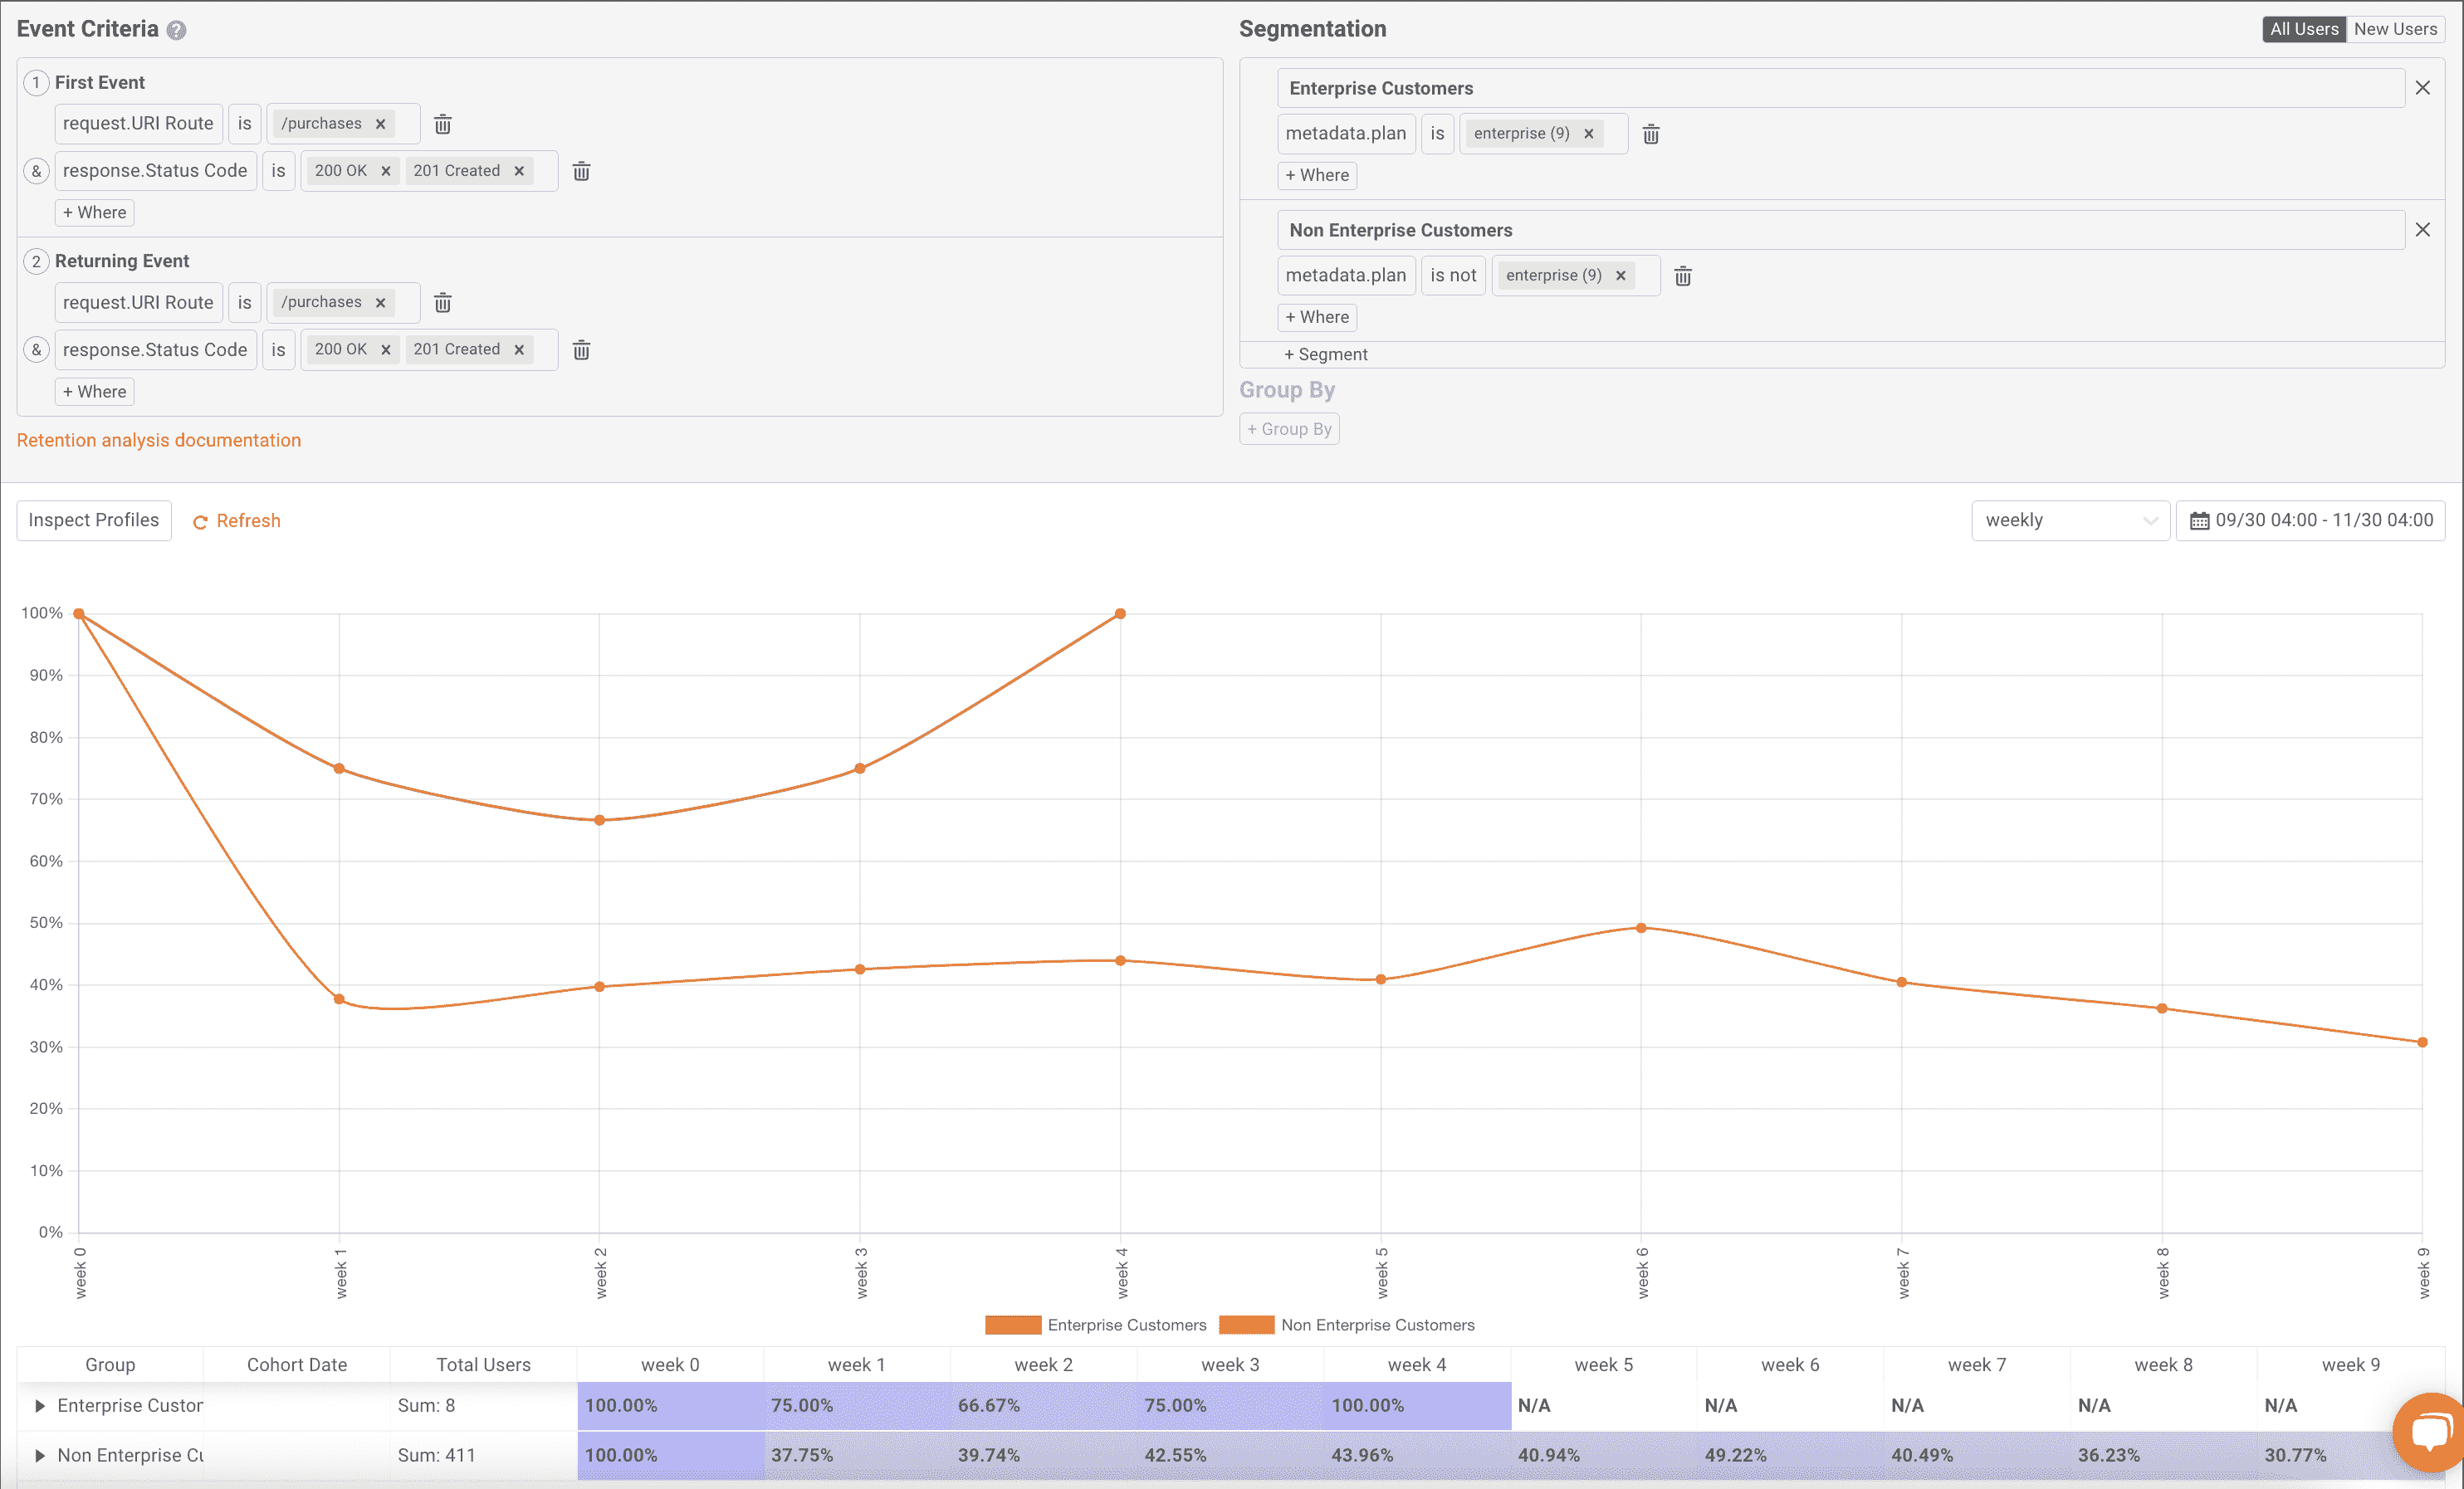 Event Criteria ?
1 First Event
request.URI Route is /purchases ×
& response.Status Code is 200 OK × 201 Created ×
+ Where
2 Returning Event
request.URI Route is /purchases ×
& response.Status Code is 200 OK × 201 Created ×
+ Where
Retention analysis documentation
Segmentation
All Users New Users
Enterprise Customers
metadata.plan is enterprise (9) ×
+ Where
Non Enterprise Customers
metadata.plan is not enterprise (9) ×
+ Where
+ Segment
Group By
+ Group By
Inspect Profiles Refresh weekly 09/30 04:00 - 11/30 04:00
100%
90%
80%
70%
60%
50%
40%
30%
20%
10%
0%
week 0 week 1 week 2 week 3 week 4 week 5 week 6 week 7 week 8 week 9
Enterprise Customers Non Enterprise Customers
Group Cohort Date Total Users week 0 week 1 week 2 week 3 week 4 week 5 week 6 week 7 week 8 week 9
Enterprise Custor Sum: 8 100.00% 75.00% 66.67% 75.00% 100.00% N/A N/A N/A N/A N/A
Non Enterprise Cu Sum: 411 100.00% 37.75% 39.74% 42.55% 43.96% 40.94% 49.22% 40.49% 36.23% 30.77%